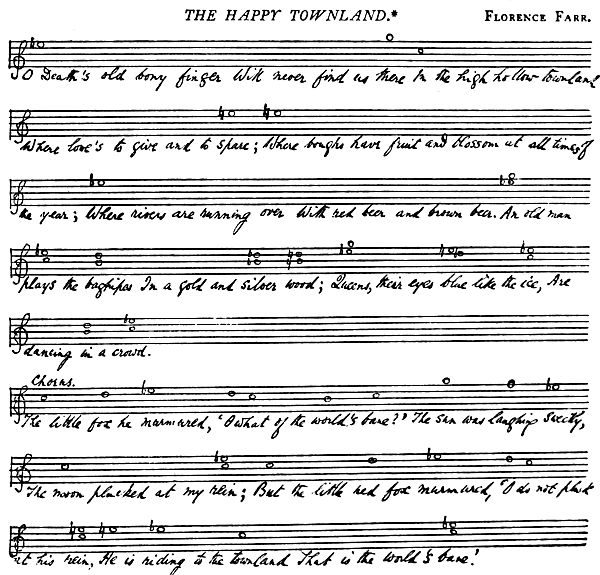 THE HAPPY TOWNLAND.* FLORENCE FARR.
O Death's old bony finger Will never find us there In the high hollow townland
Where love's to give and to spare; Where boughs have fruit and blossom at all times of
the year; Where rivers are running over With red beer and brown beer. An old man
plays the bagpipes In a gold and silver wood; Queens, their eyes blue like the ice, Are
dancing in a crowd.
Chorus.
The little fox he murmured, 'O what of the world's bane?' The sun was laughing sweetly,
The moon plucked at my rein; But the little red fox murmured, 'O do not pluck
at his rein, He is riding to the townland That is the world's bane!